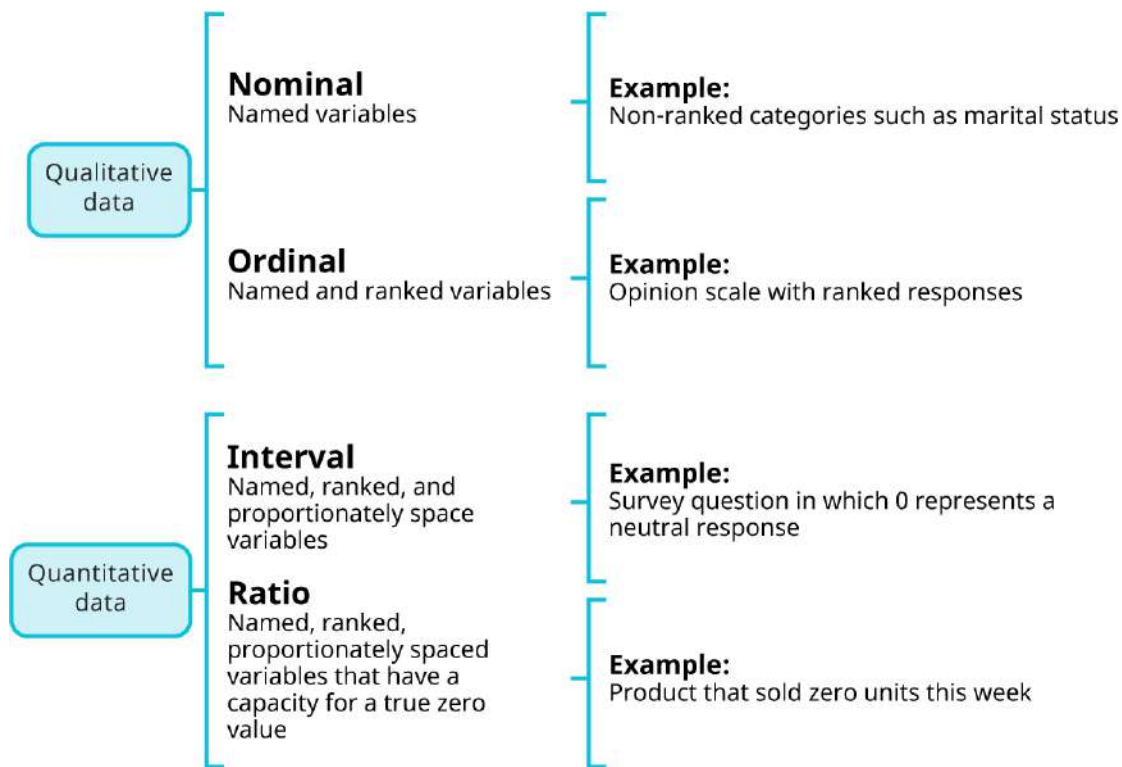 Qualitative
data
Nominal
Named variables
Example:
Non-ranked categories such as marital status
Ordinal
Named and ranked variables
Example:
Opinion scale with ranked responses
Quantitative
data
Interval
Named, ranked, and
proportionately space
variables
Example:
Survey question in which 0 represents a
neutral response
Ratio
Named, ranked,
proportionately spaced
variables that have a
capacity for a true zero
value
Example:
Product that sold zero units this week